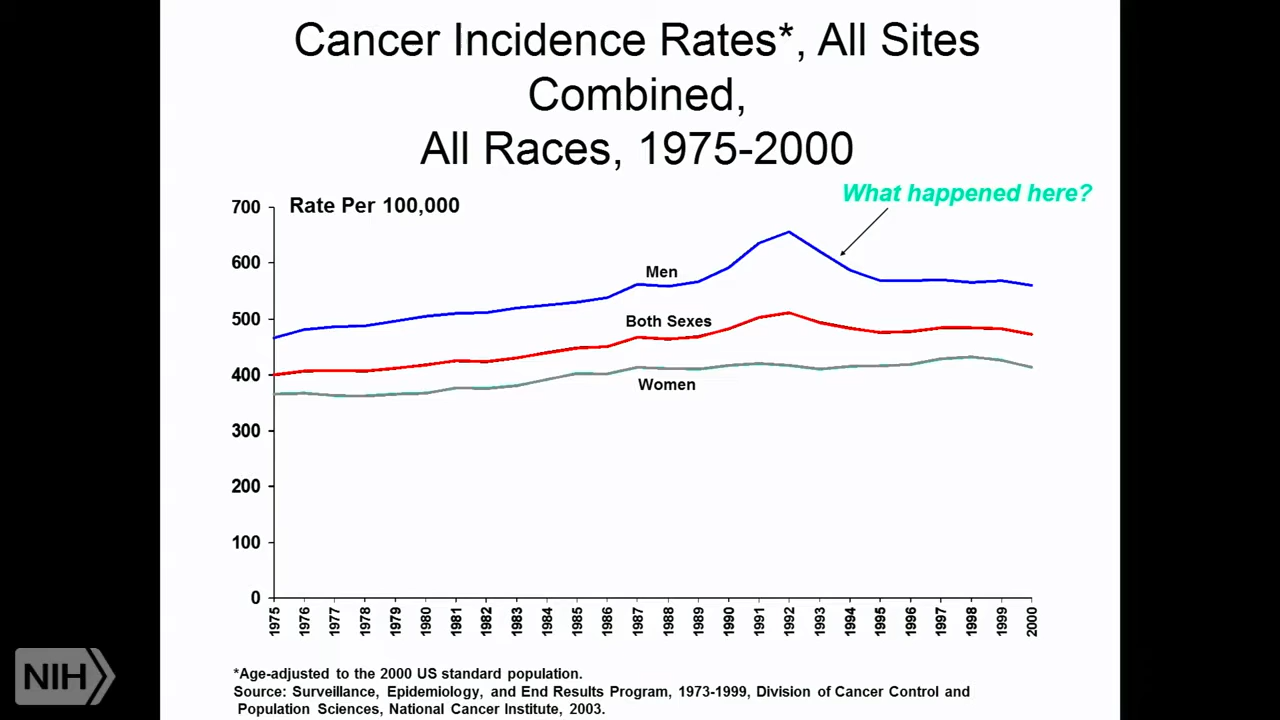 Cancer Incidence Rates*, All Sites
Combined,
All Races, 1975-2000
What happened here?
Rate Per 100,000
700
600
500
400
300
200
100
0
Men
Both Sexes
Women
1975
1976
1977
1978
1979
1980
1981
1982
1983
1984
1985
1986
1987
1988
1989
1990
1991
1992
1993
1994
1995
1996
1997
1998
1999
2000
*Age-adjusted to the 2000 US standard population.
Source: Surveillance, Epidemiology, and End Results Program, 1973-1999, Division of Cancer Control and
Population Sciences, National Cancer Institute, 2003.
NIH